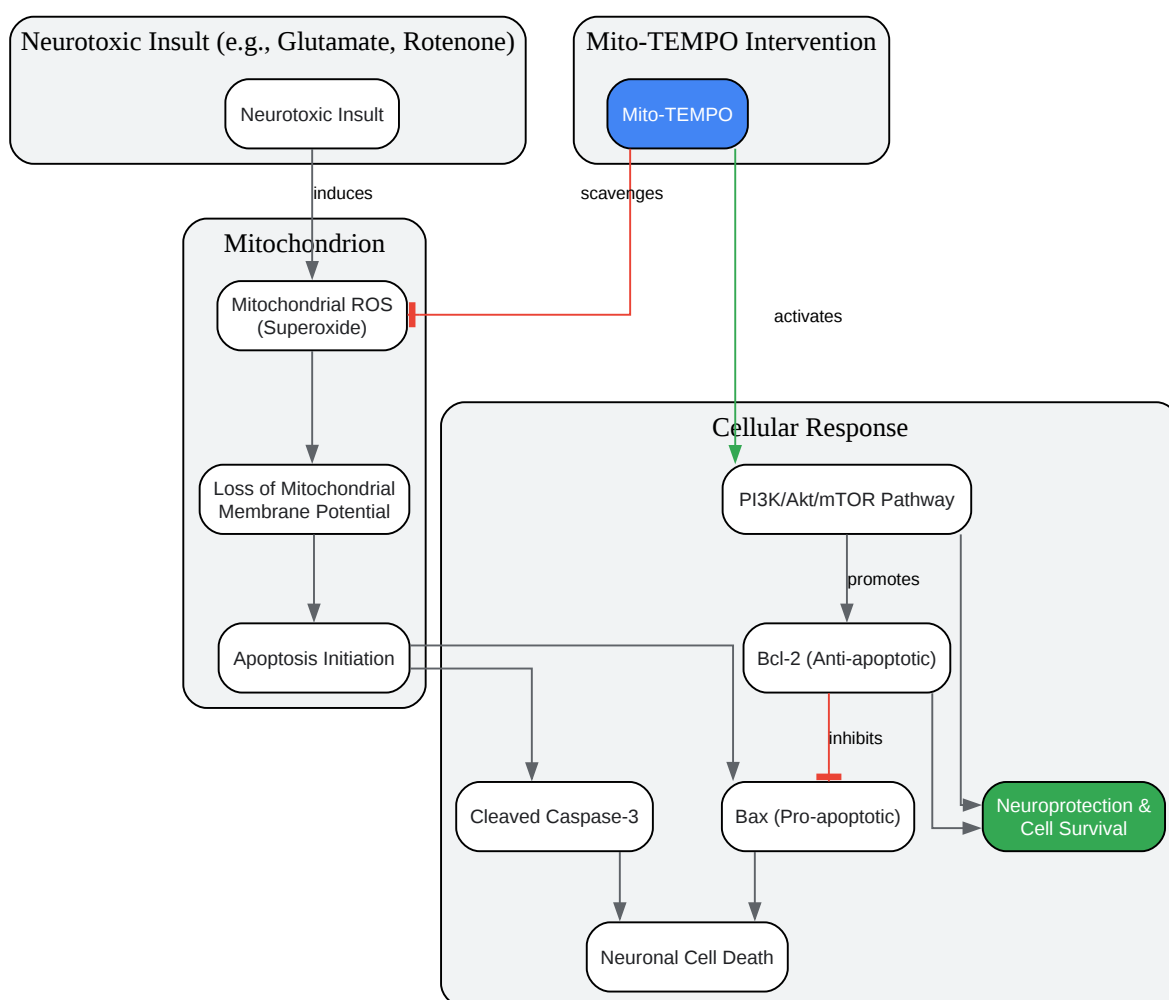 Neurotoxic Insult (e.g., Glutamate, Rotenone)
Mito-TEMPO Intervention
Neurotoxic Insult
Mito-TEMPO
induces
scavenges
Mitochondrion
Mitochondrial ROS
(Superoxide)
activates
Cellular Response
Loss of Mitochondrial
Membrane Potential
PI3K/Akt/mTOR Pathway
promotes
Apoptosis Initiation
Bcl-2 (Anti-apoptotic)
inhibits
Cleaved Caspase-3
Bax (Pro-apoptotic)
Neuroprotection &
Cell Survival
Neuronal Cell Death